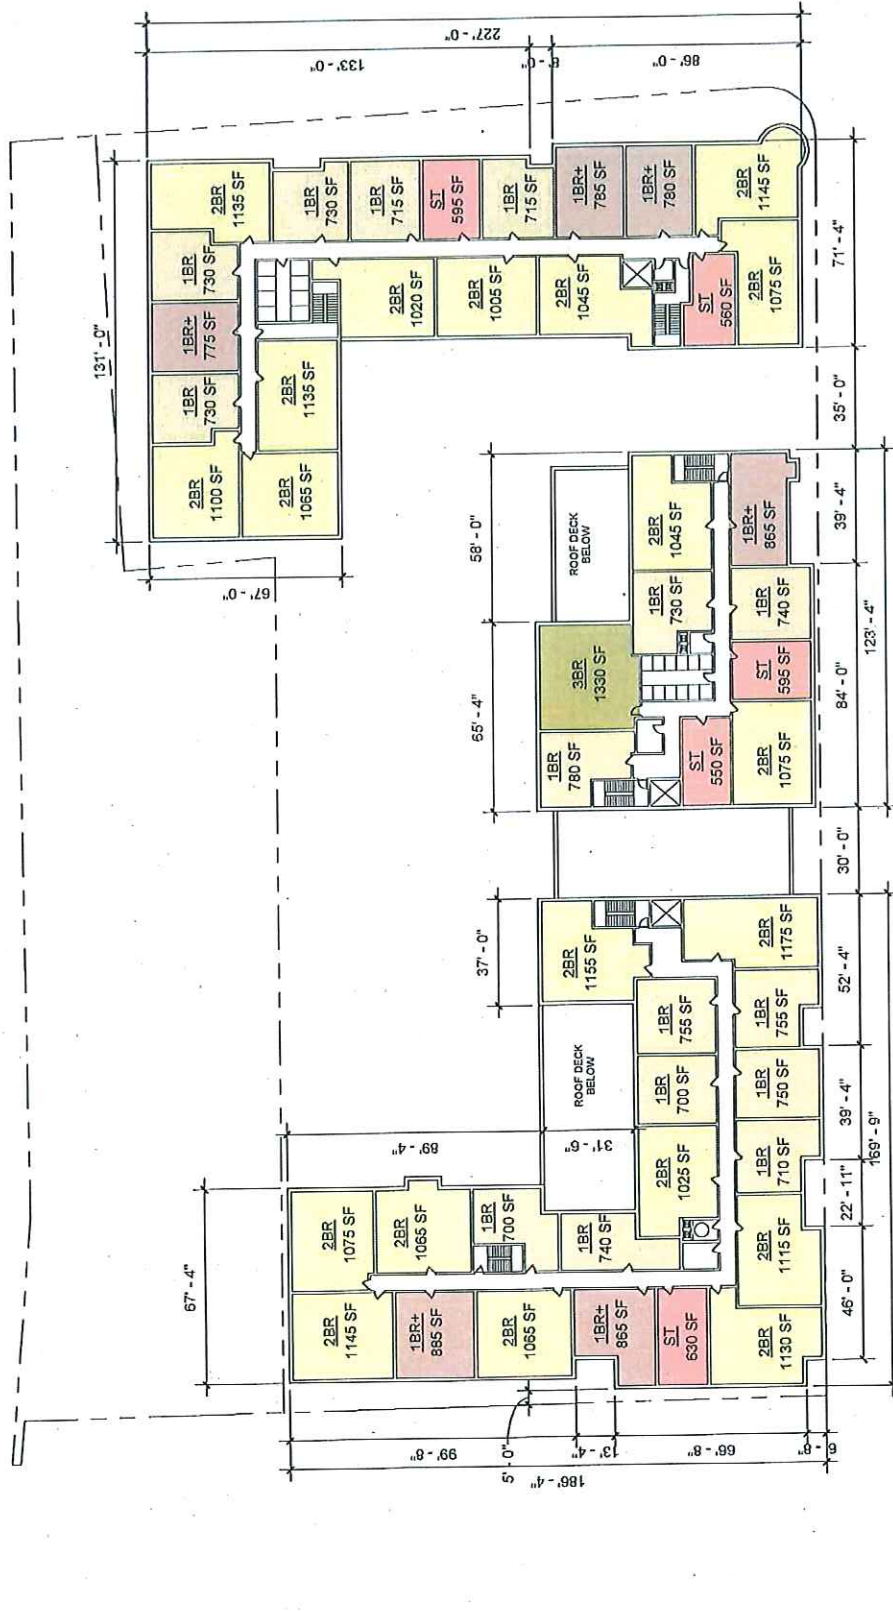 227' - 0"
133' - 0"
8' - 0"
86' - 0"
131' - 0"
2BR
1135 SF
1BR
730 SF
1BR
715 SF
ST
595 SF
1BR
715 SF
1BR+
785 SF
1BR+
780 SF
2BR
1145 SF
1BR
730 SF
1BR+
775 SF
1BR
730 SF
2BR
1100 SF
2BR
1065 SF
2BR
1135 SF
2BR
1020 SF
2BR
1005 SF
2BR
1045 SF
ST
560 SF
2BR
1075 SF
71' - 4"
35' - 0"
67' - 0"
58' - 0"
65' - 4"
ROOF DECK
BELOW
2BR
1045 SF
1BR+
865 SF
1BR
730 SF
1BR
740 SF
3BR
1330 SF
ST
595 SF
1BR
780 SF
ST
550 SF
2BR
1075 SF
39' - 4"
84' - 0"
123' - 4"
30' - 0"
37' - 0"
2BR
1155 SF
2BR
1175 SF
1BR
755 SF
1BR
755 SF
ROOF DECK
BELOW
1BR
700 SF
1BR
750 SF
2BR
1025 SF
1BR
710 SF
89' - 4"
31' - 6"
52' - 4"
39' - 4"
169' - 9"
22' - 11"
46' - 0"
67' - 4"
2BR
1075 SF
2BR
1065 SF
1BR
700 SF
1BR
740 SF
2BR
1115 SF
2BR
1145 SF
1BR+
885 SF
2BR
1065 SF
1BR+
865 SF
ST
630 SF
2BR
1130 SF
5' - 0"
99' - 8"
13' - 4"
66' - 8"
6' - 8"
186' - 4"